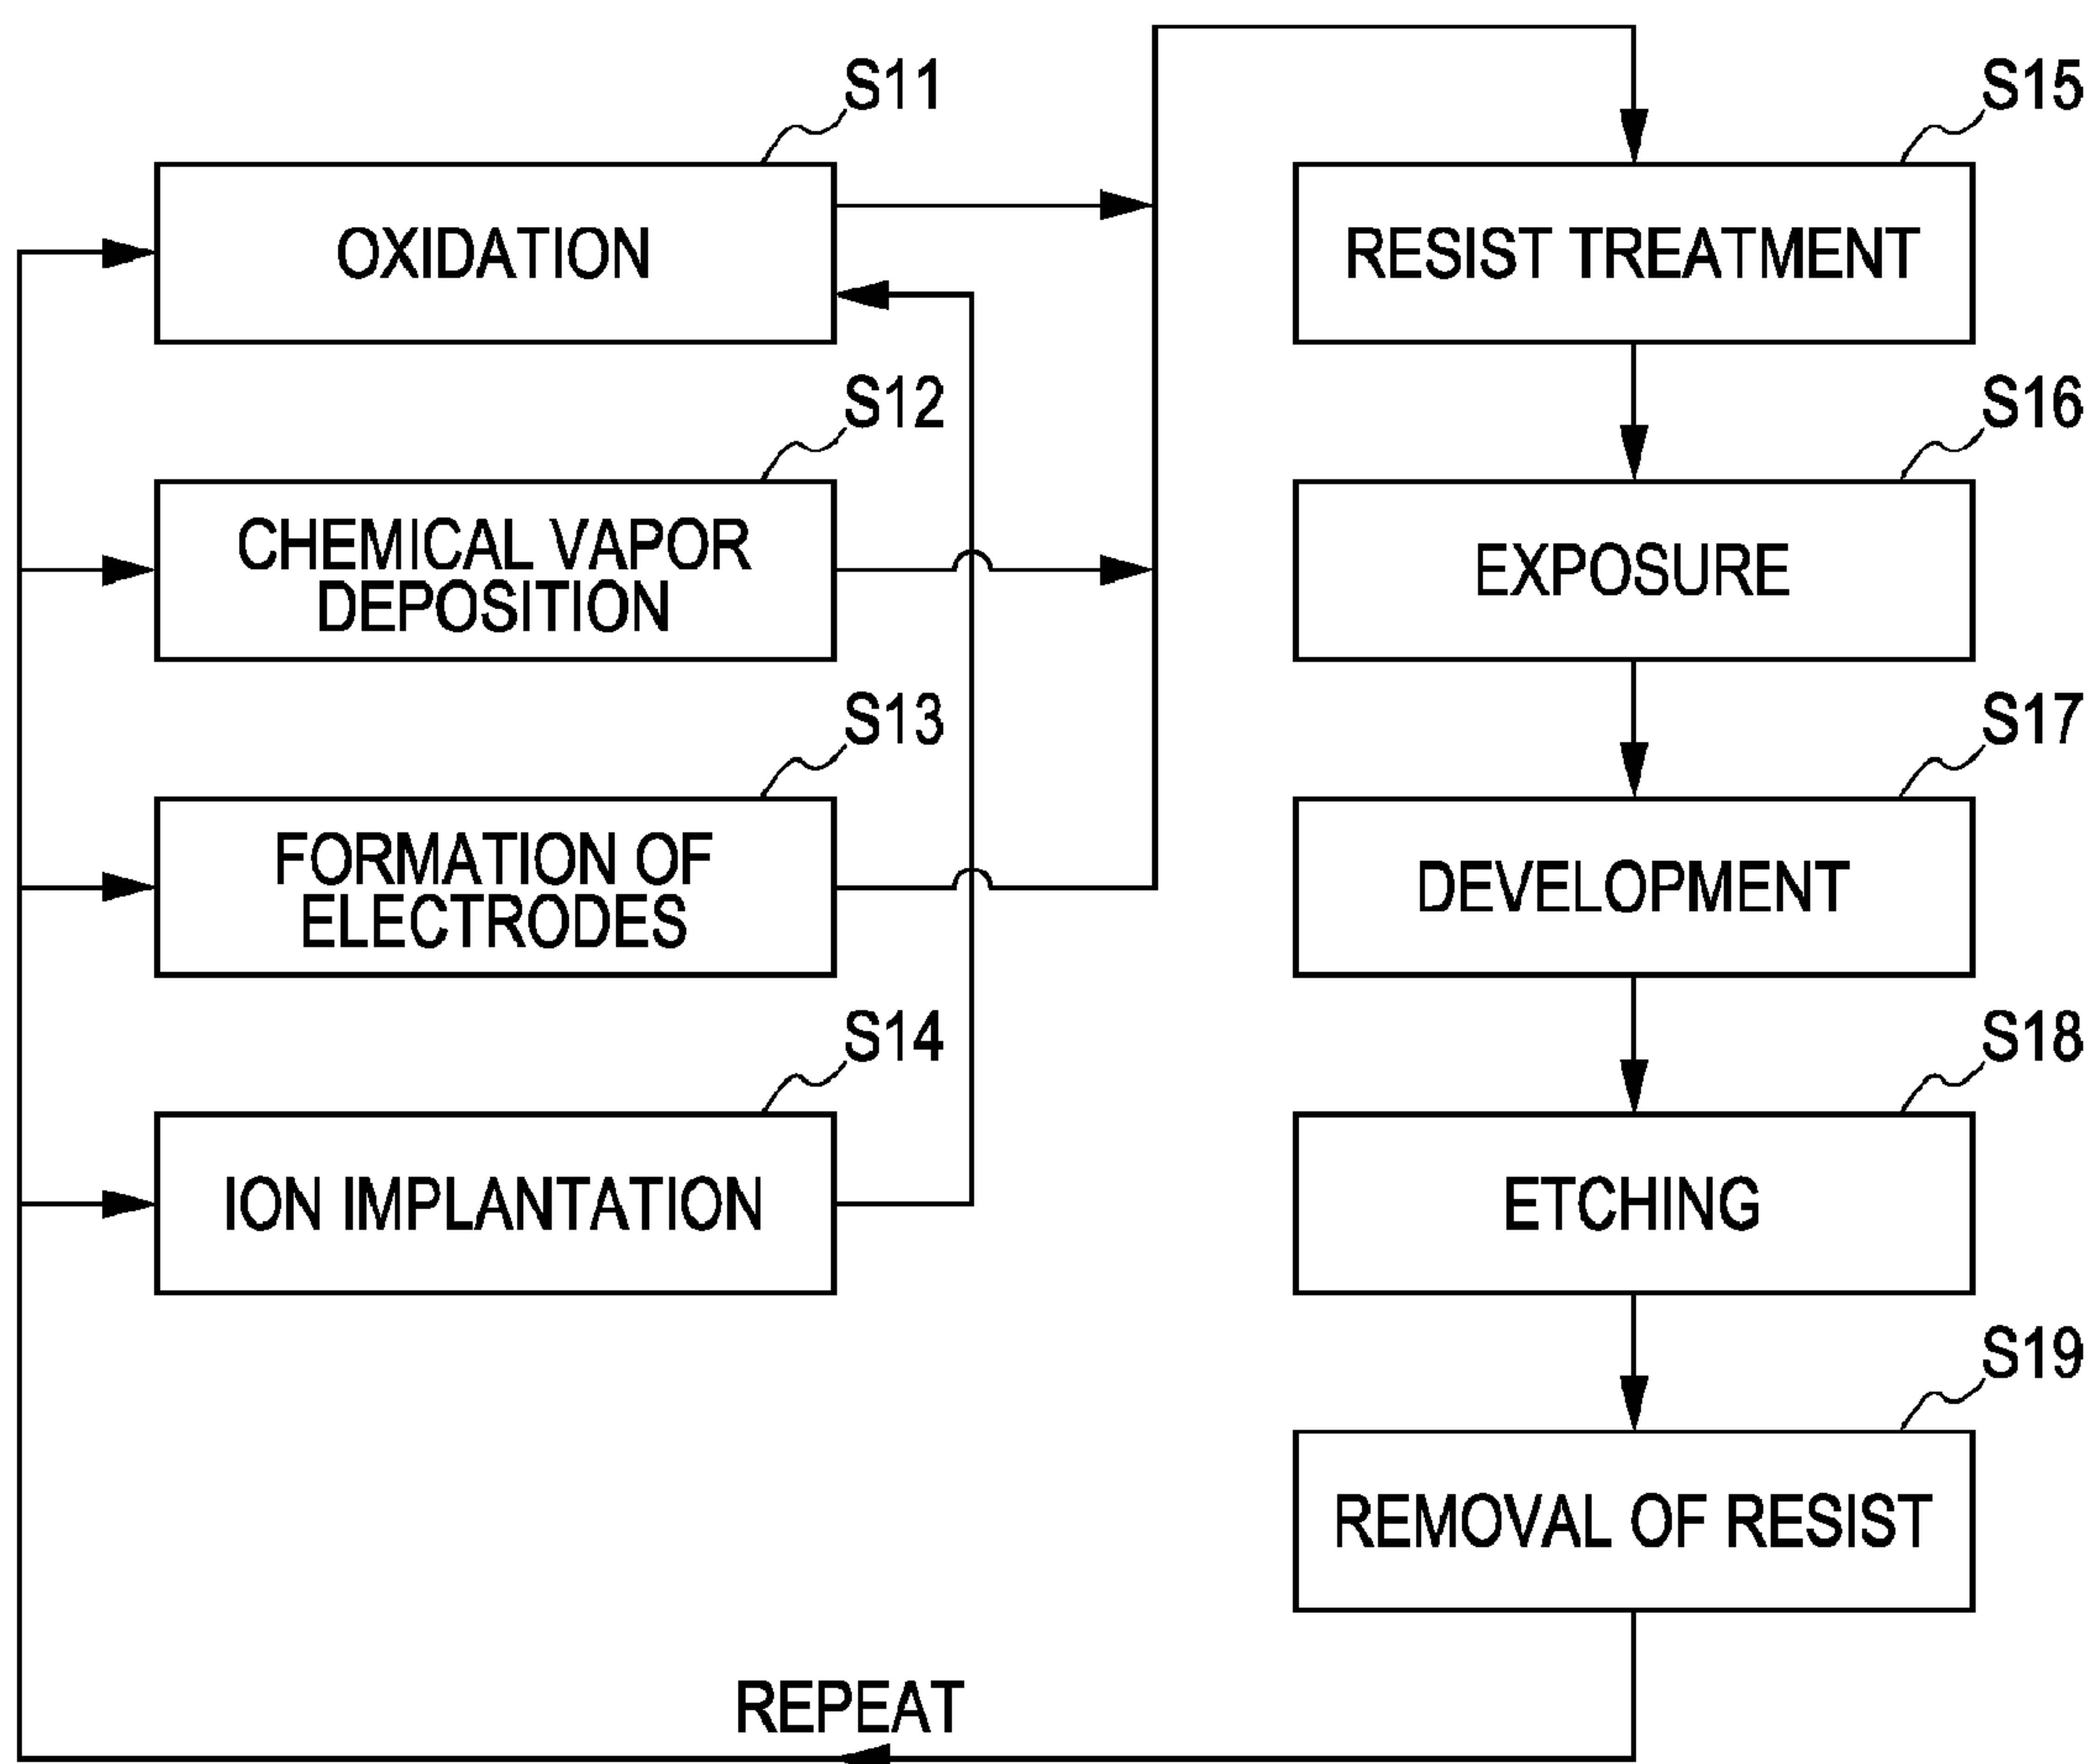 S11
OXIDATION
S12
CHEMICAL VAPOR
DEPOSITION
S13
FORMATION OF
ELECTRODES
S14
ION IMPLANTATION
S15
RESIST TREATMENT
S16
EXPOSURE
S17
DEVELOPMENT
S18
ETCHING
S19
REMOVAL OF RESIST
REPEAT